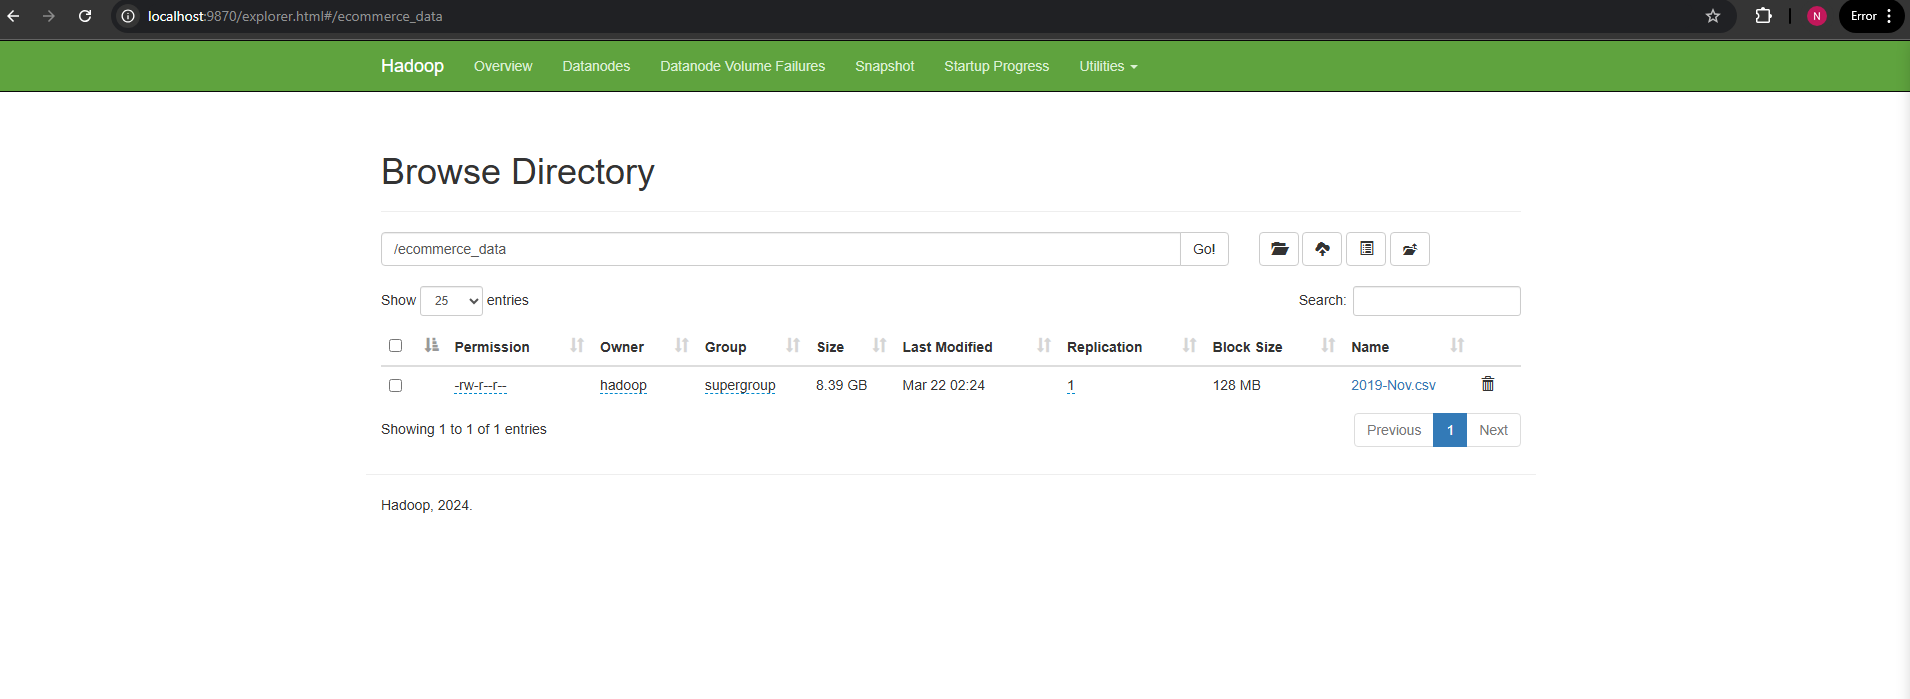 localhost:9870/explorer.html#/ecommerce_data
N
Error
Hadoop Overview Datanodes Datanode Volume Failures Snapshot Startup Progress Utilities
Browse Directory
/ecommerce_data Go!
Show 25 entries Search:
Permission Owner Group Size Last Modified Replication Block Size Name
-rw-r--r-- hadoop supergroup 8.39 GB Mar 22 02:24 1 128 MB 2019-Nov.csv
Showing 1 to 1 of 1 entries Previous 1 Next
Hadoop, 2024.